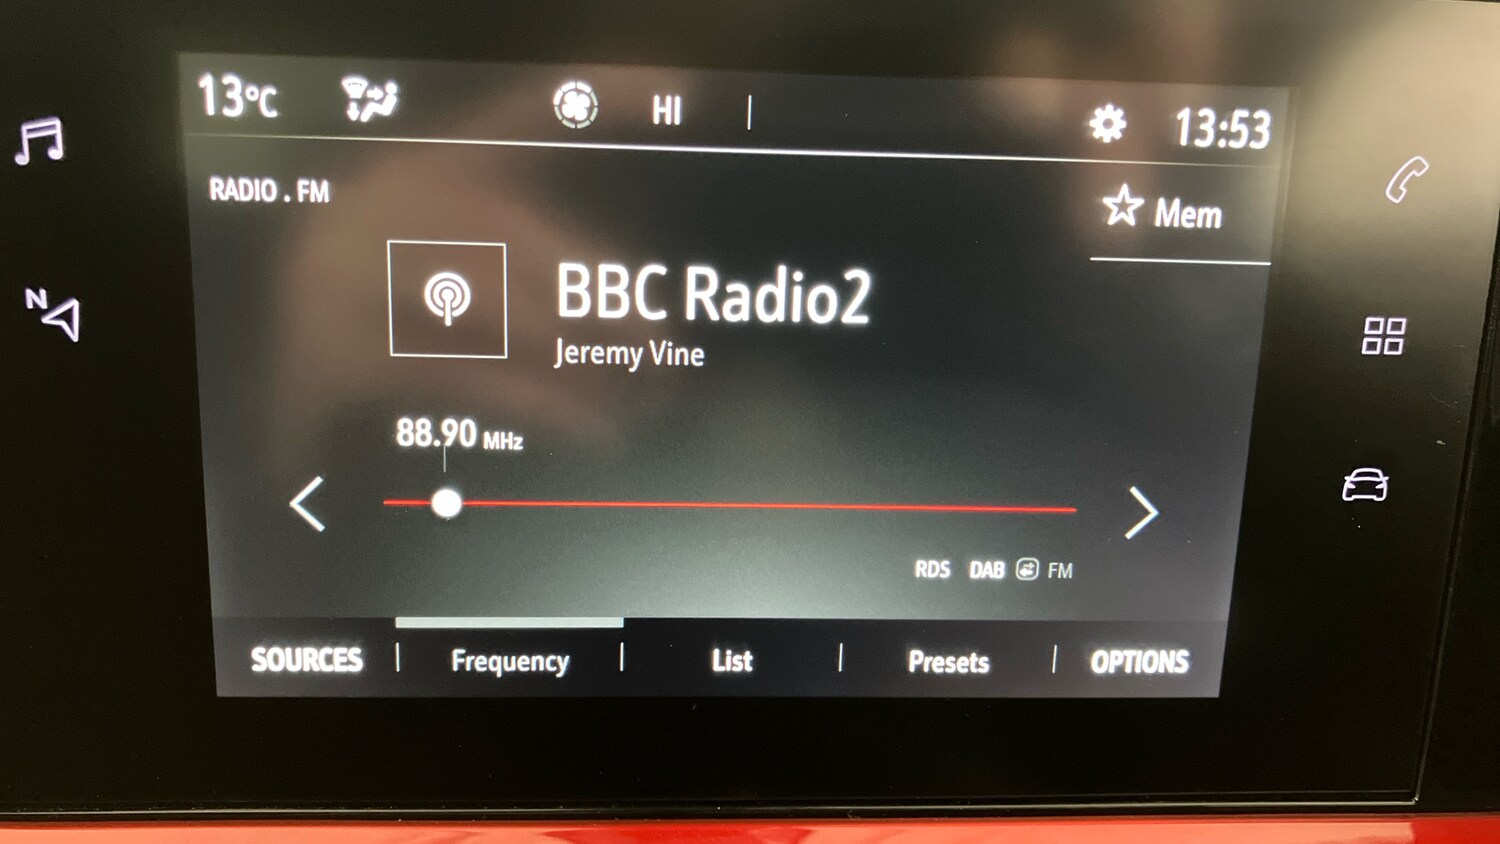 13°C HI 13:53
RADIO . FM
Mem
BBC Radio2
Jeremy Vine
N
88.90 MHz
RDS DAB FM
SOURCES Frequency List Presets OPTIONS